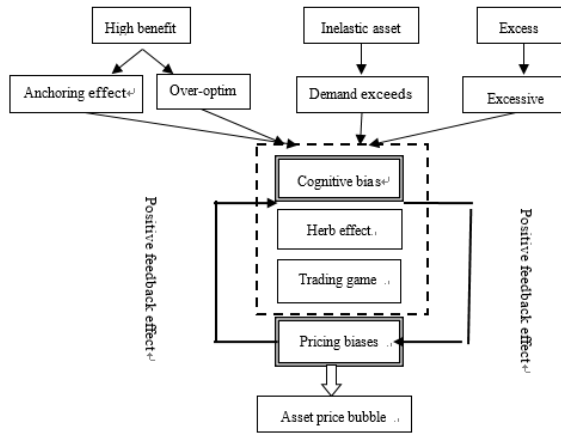 High benefit
Inelastic asset
Excess
Anchoring effect
Over-optim
Demand exceeds
Excessive
Cognitive bias
Herb effect
Trading game
Pricing biases
Asset price bubble
Positive feedback effect
Positive feedback effect